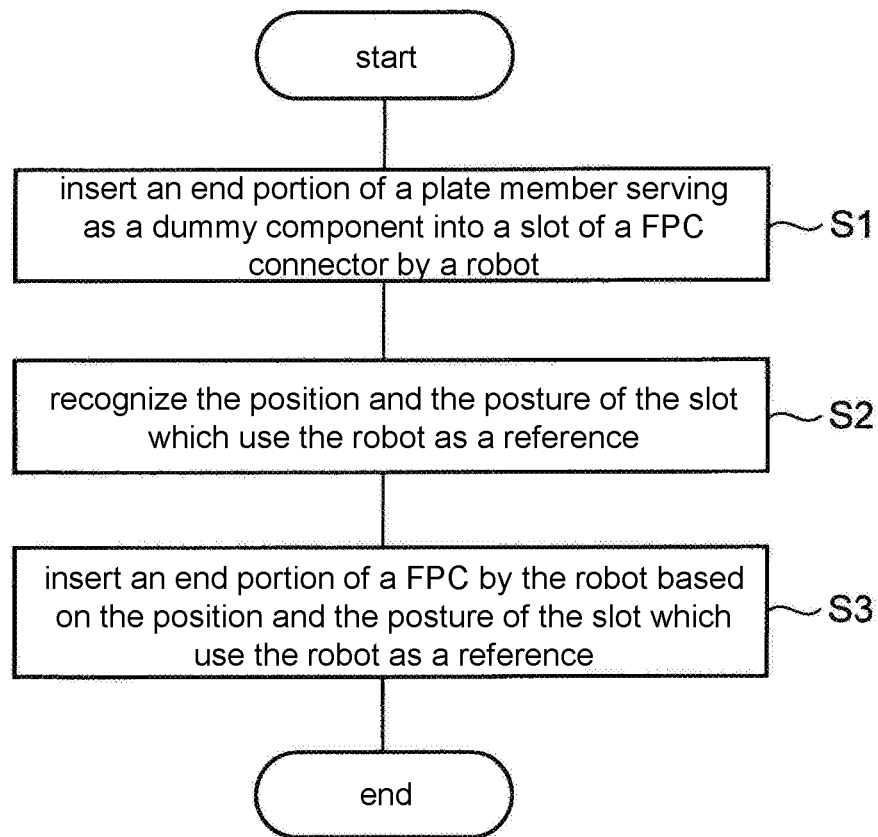 start
insert an end portion of a plate member serving
as a dummy component into a slot of a FPC
connector by a robot
S1
recognize the position and the posture of the slot
which use the robot as a reference
S2
insert an end portion of a FPC by the robot based
on the position and the posture of the slot which
use the robot as a reference
S3
end